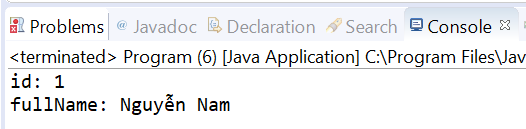 Problems @ Javadoc Declaration Search Console
<terminated> Program (6) [Java Application] C:\Program Files\Jav
id: 1
fullName: Nguyễn Nam